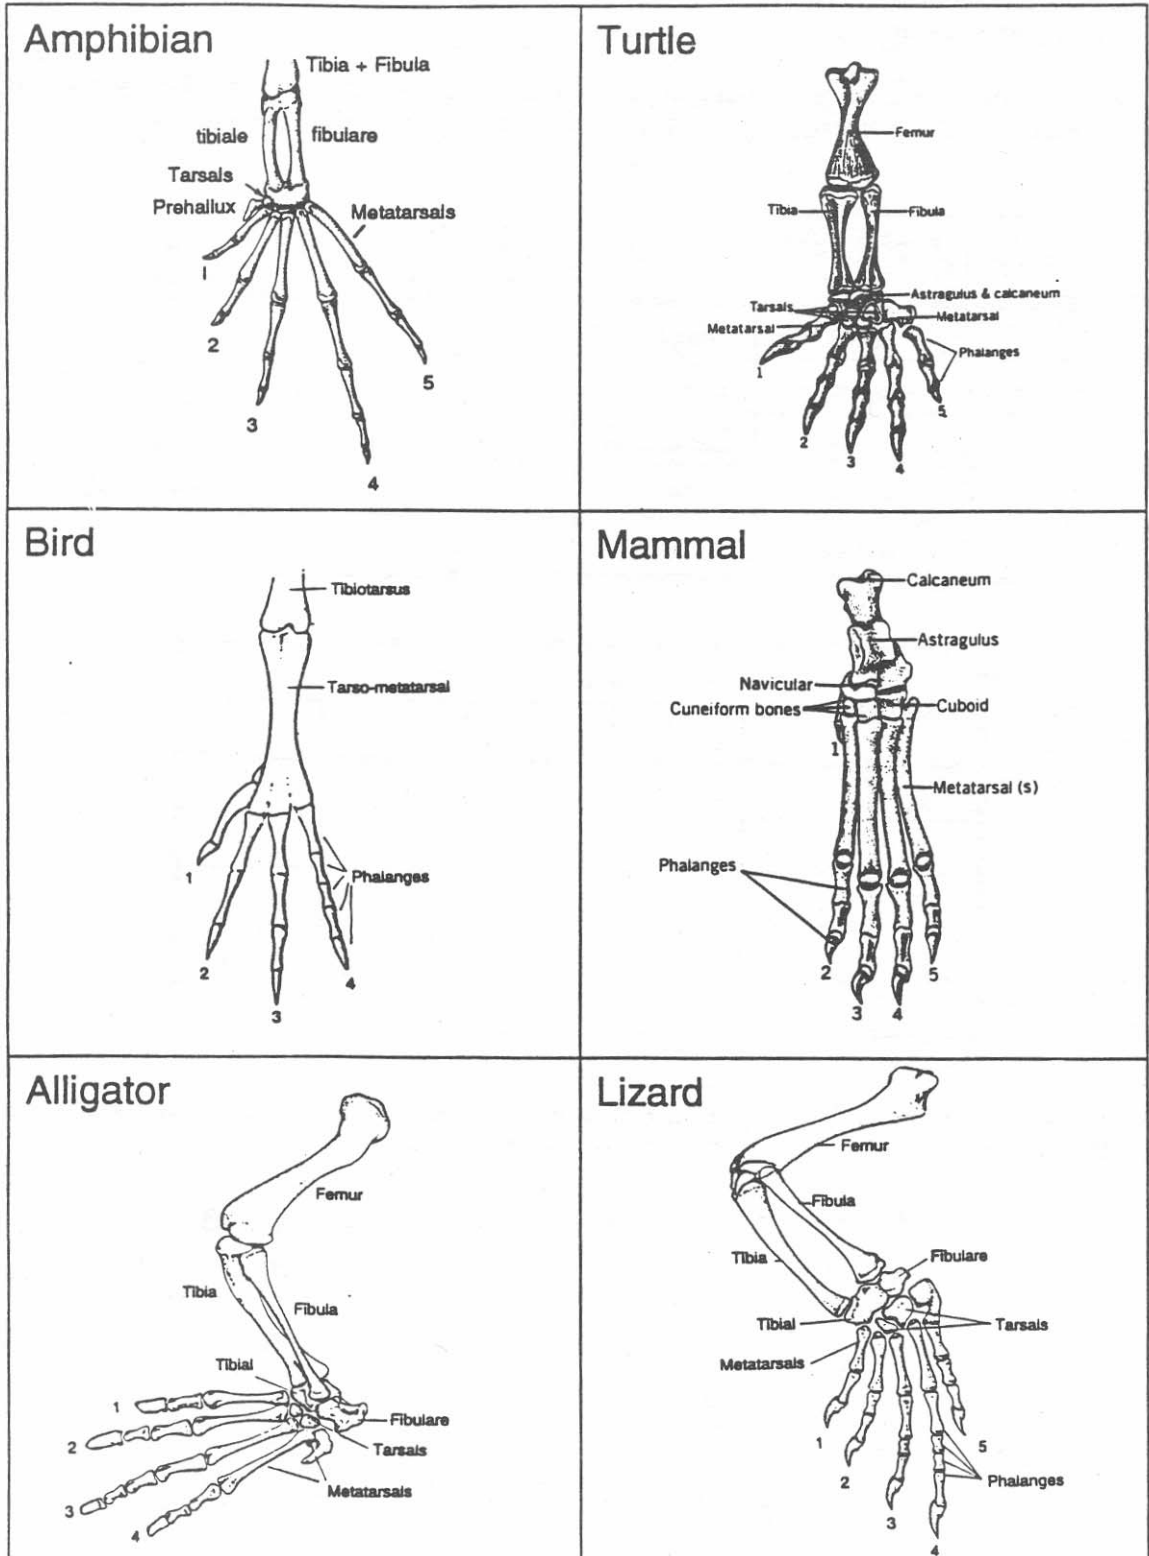 Amphibian
Tibia + Fibula
tibiale
fibulare
Tarsals
Prehallux
Metatarsals
1
2
3
4
5
Turtle
Femur
Tibia
Fibula
Astragulus & calcaneum
Tarsals
Metatarsal
Metatarsal
Phalanges
1
2
3
4
5
Bird
Tibiotarsus
Tarso-metatarsal
Phalanges
1
2
3
4
Mammal
Calcaneum
Astragulus
Navicular
Cuneiform bones
Cuboid
1
Metatarsal (s)
Phalanges
2
3
4
5
Alligator
Femur
Tibia
Fibula
Tibial
1
Fibulare
2
Tarsals
Metatarsals
3
4
Lizard
Femur
Fibula
Tibia
Fibulare
Tibial
Tarsals
Metatarsals
1
2
3
4
5
Phalanges